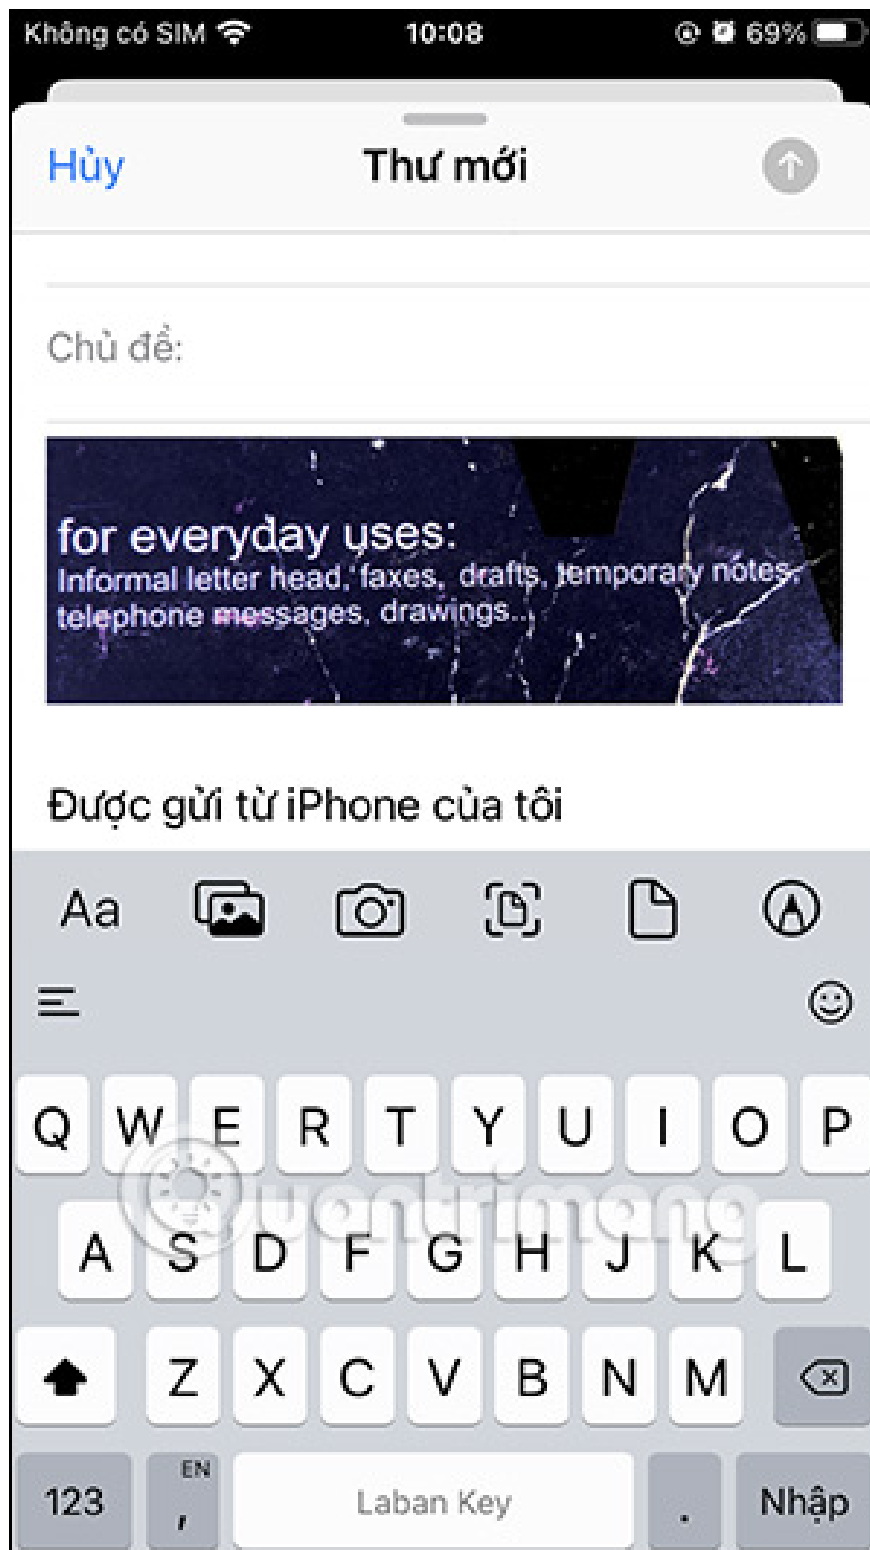 Không có SIM 10:08 69%
Hủy Thư mới
Chủ đề:
for everyday uses:
Informal letter head, faxes, drafts, temporary notes,
telephone messages, drawings...
Được gửi từ iPhone của tôi
Aa
Q W E R T Y U I O P
Quantrimang
A S D F G H J K L
Z X C V B N M
123 EN , Laban Key . Nhập